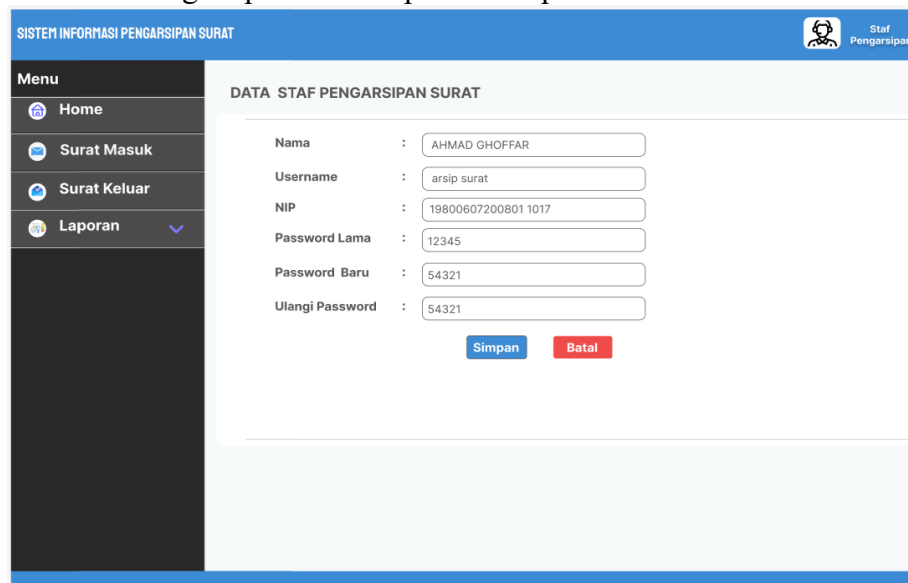 SISTEM INFORMASI PENGARSIPAN SURAT
Staf
Pengarsipan
Menu
Home
Surat Masuk
Surat Keluar
Laporan
DATA STAF PENGARSIPAN SURAT
Nama : AHMAD GHOFFAR
Username : arsip surat
NIP : 19800607200801 1017
Password Lama : 12345
Password Baru : 54321
Ulangi Password : 54321
Simpan Batal